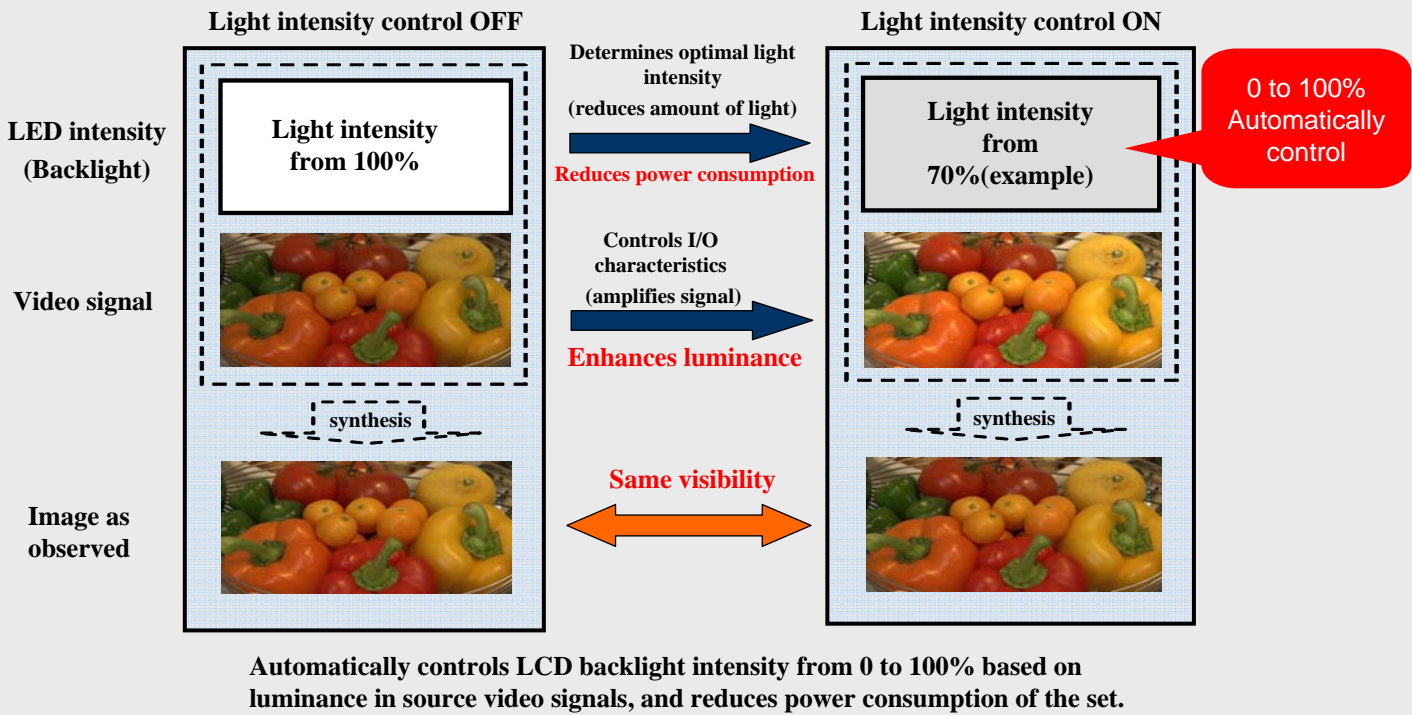 Light intensity control OFF
Light intensity control ON
LED intensity
(Backlight)
Light intensity
from 100%
Determines optimal light
intensity
(reduces amount of light)
Reduces power consumption
Light intensity
from
70%(example)
0 to 100%
Automatically
control
Video signal
Controls I/O
characteristics
(amplifies signal)
Enhances luminance
synthesis
synthesis
Image as
observed
Same visibility
Automatically controls LCD backlight intensity from 0 to 100% based on
luminance in source video signals, and reduces power consumption of the set.